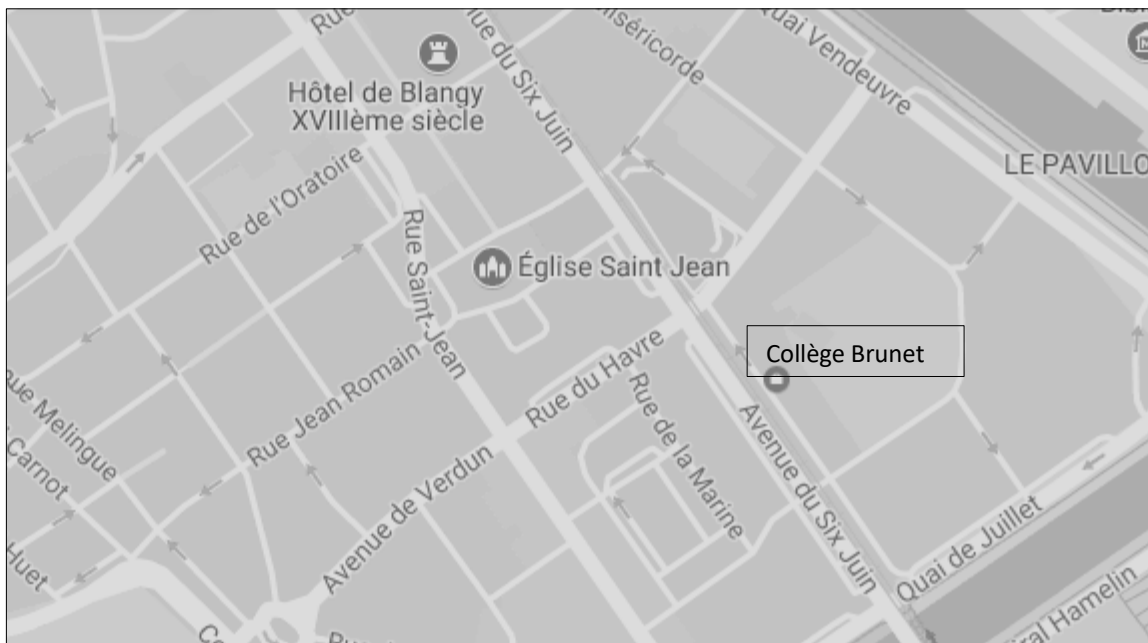 Rue
nue du Six Juin
Miséricorde
Quai Vendeuvre
Hôtel de Blangy
XVIIIème siècle
LE PAVILLO
Rue de l'Oratoire
Rue Saint-Jean
Église Saint Jean
Collège Brunet
Rue du Havre
Rue Jean Romain
Rue de la Marine
Avenue du Six Juin
Melingue
Carnot
Avenue de Verdun
Huet
Quai de Juillet
Hamelin